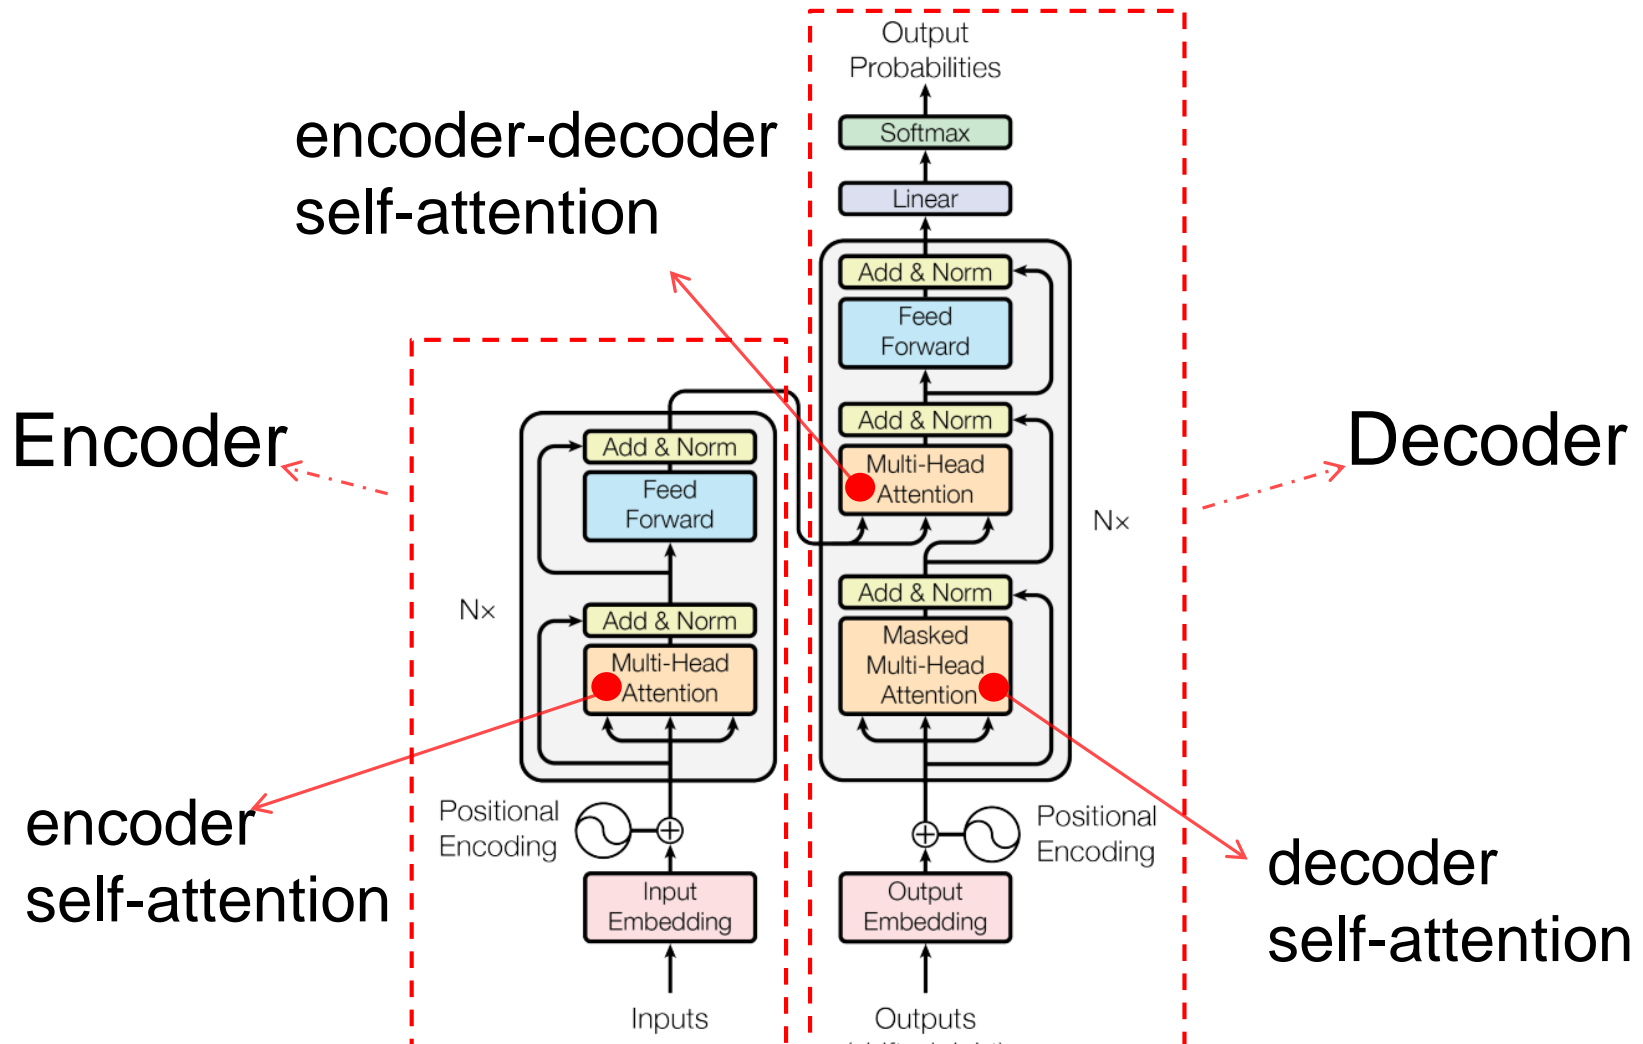 Output
Probabilities
Softmax
Linear
Add & Norm
Feed
Forward
Add & Norm
Multi-Head
Attention
Nx
Add & Norm
Masked
Multi-Head
Attention
Positional
Encoding
Output
Embedding
Outputs
encoder-decoder
self-attention
Encoder
Decoder
Add & Norm
Feed
Forward
Nx
Add & Norm
Multi-Head
Attention
Positional
Encoding
Input
Embedding
Inputs
encoder
self-attention
decoder
self-attention